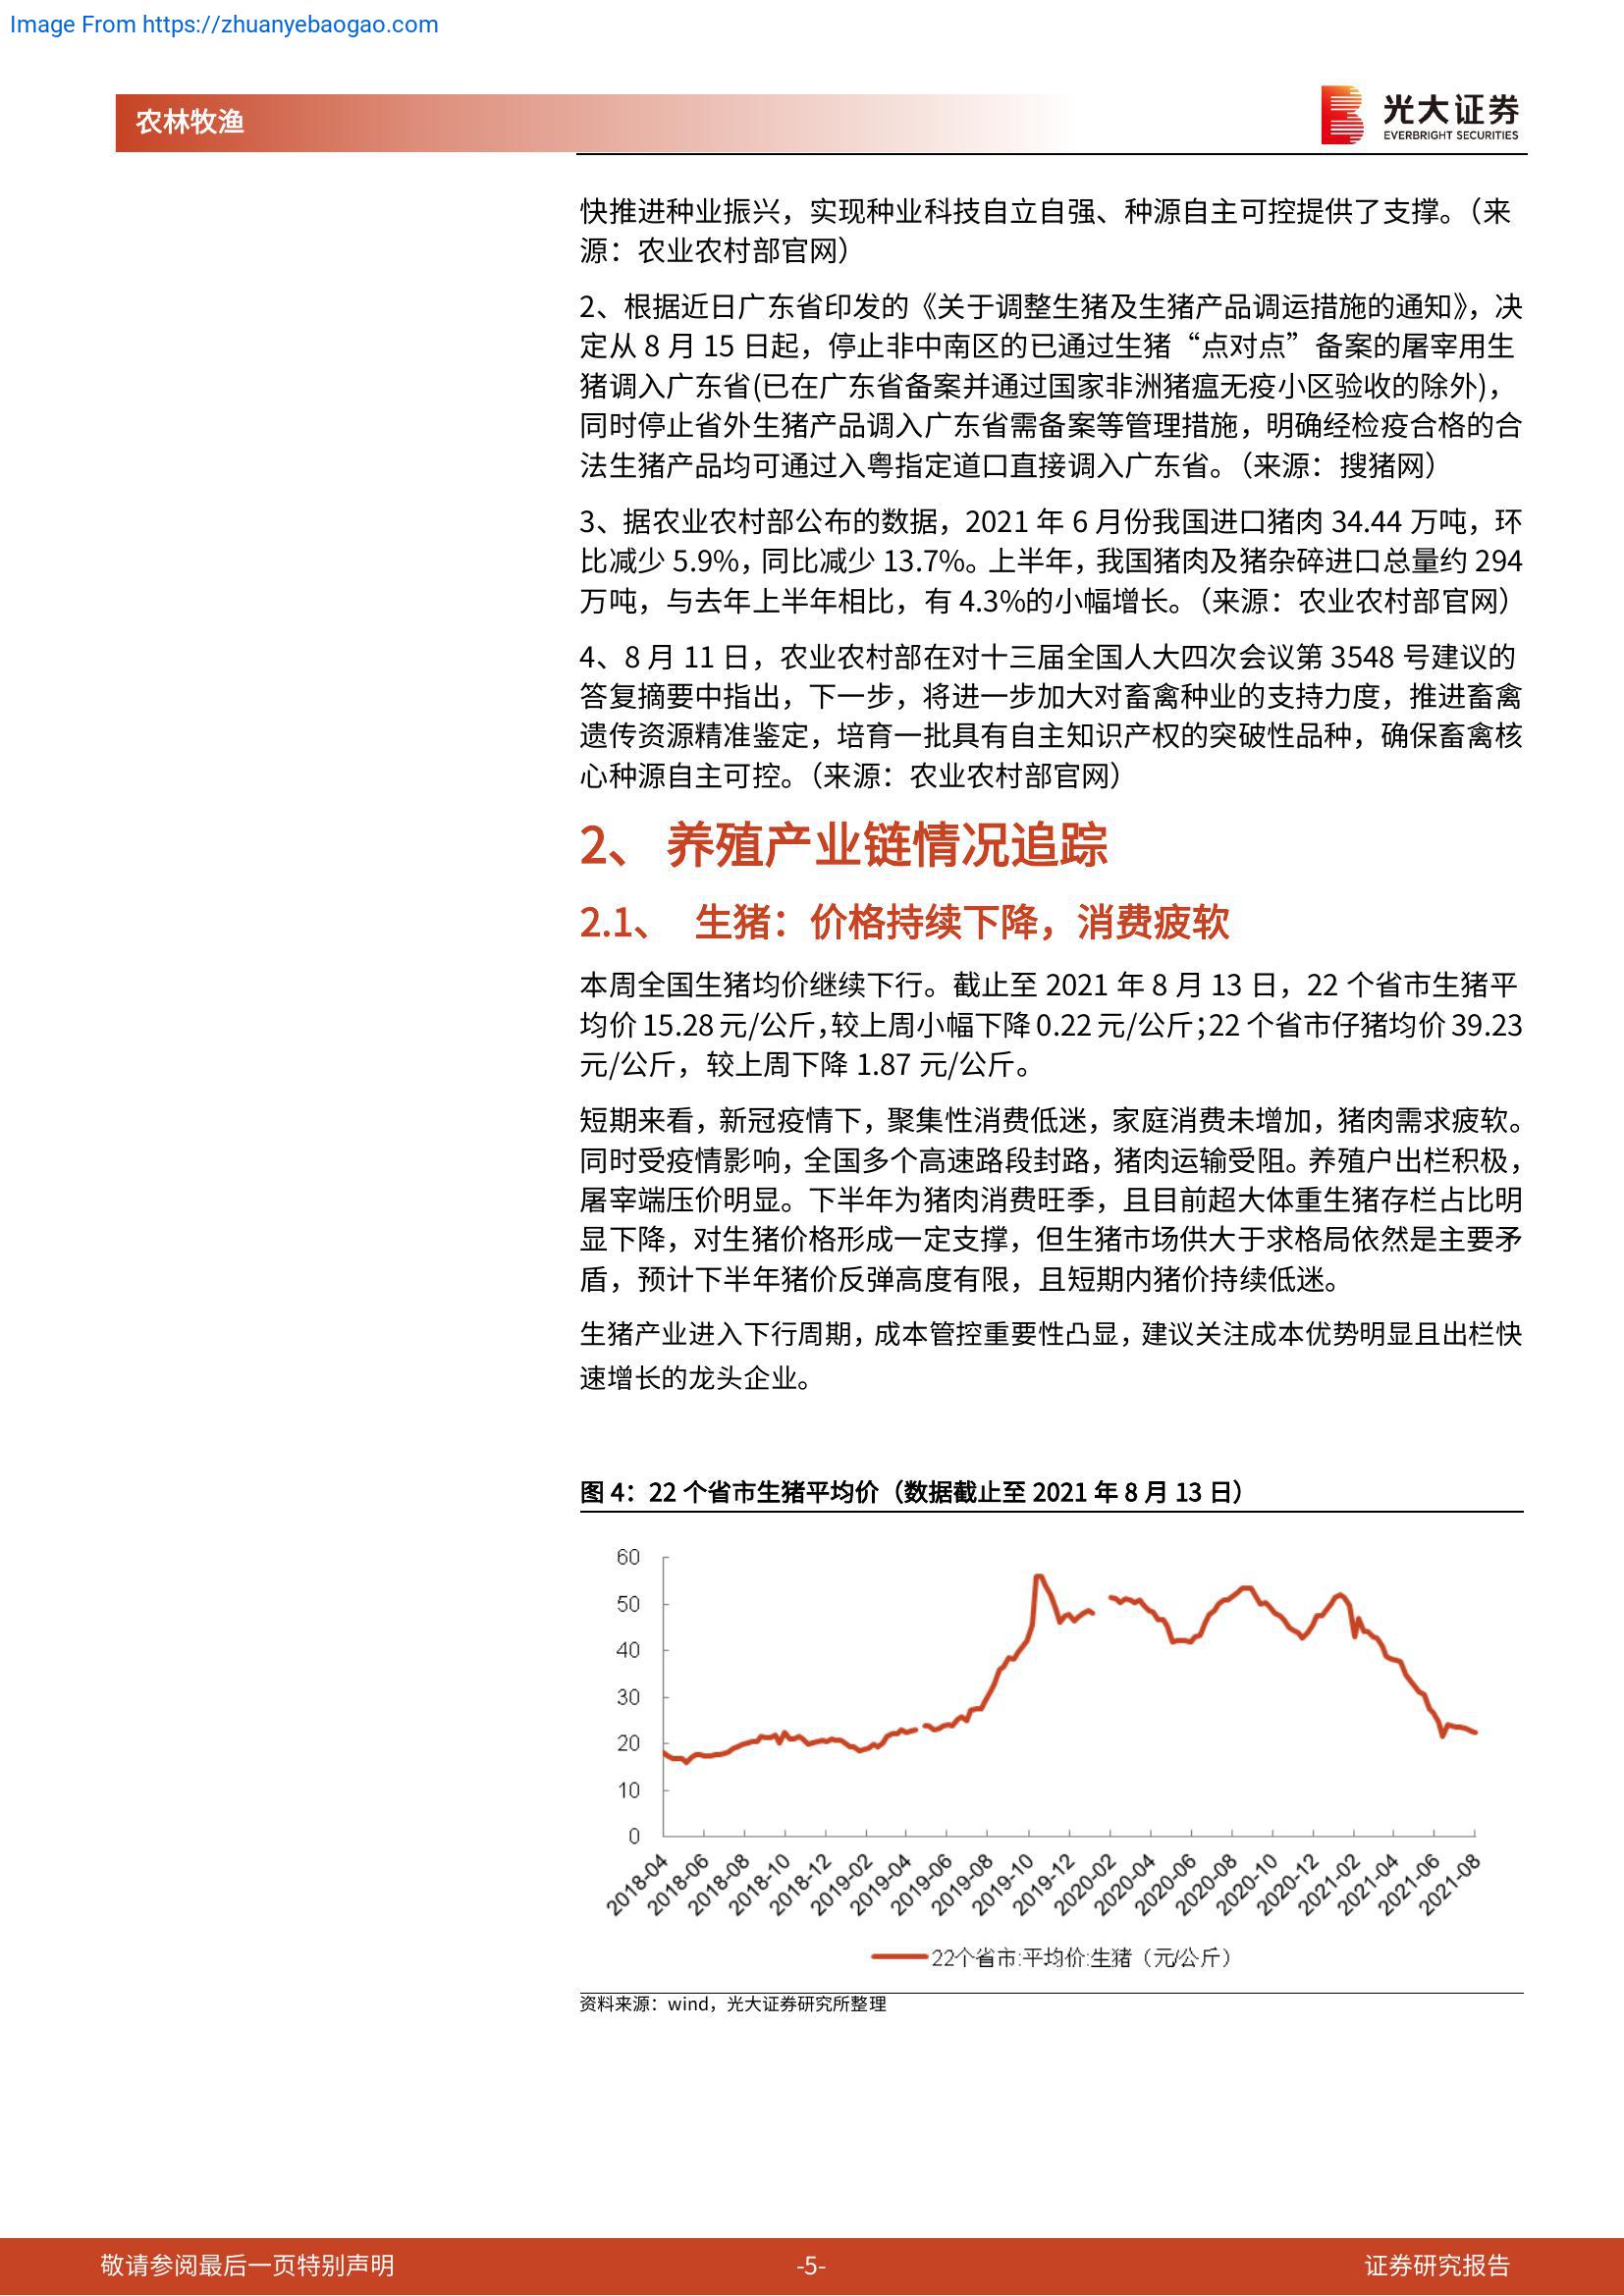 Image From https://zhuanyebaogao.com
农林牧渔
光大证券
EVERBRIGHT SECURITIES
快推进种业振兴，实现种业科技自立自强、种源自主可控提供了支撑。（来
源：农业农村部官网）
2、根据近日广东省印发的《关于调整生猪及生猪产品调运措施的通知》，决
定从 8 月 15 日起，停止非中南区的已通过生猪“点对点”备案的屠宰用生
猪调入广东省(已在广东省备案并通过国家非洲猪瘟无疫小区验收的除外)，
同时停止省外生猪产品调入广东省需备案等管理措施，明确经检疫合格的合
法生猪产品均可通过入粤指定道口直接调入广东省。（来源：搜猪网）
3、据农业农村部公布的数据，2021 年 6 月份我国进口猪肉 34.44 万吨，环
比减少 5.9%，同比减少 13.7%。上半年，我国猪肉及猪杂碎进口总量约 294
万吨，与去年上半年相比，有 4.3%的小幅增长。（来源：农业农村部官网）
4、8 月 11 日，农业农村部在对十三届全国人大四次会议第 3548 号建议的
答复摘要中指出，下一步，将进一步加大对畜禽种业的支持力度，推进畜禽
遗传资源精准鉴定，培育一批具有自主知识产权的突破性品种，确保畜禽核
心种源自主可控。（来源：农业农村部官网）
2、 养殖产业链情况追踪
2.1、 生猪：价格持续下降，消费疲软
本周全国生猪均价继续下行。截止至 2021 年 8 月 13 日，22 个省市生猪平
均价 15.28 元/公斤，较上周小幅下降 0.22 元/公斤；22 个省市仔猪均价 39.23
元/公斤，较上周下降 1.87 元/公斤。
短期来看，新冠疫情下，聚集性消费低迷，家庭消费未增加，猪肉需求疲软。
同时受疫情影响，全国多个高速路段封路，猪肉运输受阻。养殖户出栏积极，
屠宰端压价明显。下半年为猪肉消费旺季，且目前超大体重生猪存栏占比明
显下降，对生猪价格形成一定支撑，但生猪市场供大于求格局依然是主要矛
盾，预计下半年猪价反弹高度有限，且短期内猪价持续低迷。
生猪产业进入下行周期，成本管控重要性凸显，建议关注成本优势明显且出栏快
速增长的龙头企业。
图 4：22 个省市生猪平均价（数据截止至 2021 年 8 月 13 日）
60
50
40
30
20
10
0
2018-04
2018-06
2018-08
2018-10
2018-12
2019-02
2019-04
2019-06
2019-08
2019-10
2019-12
2020-02
2020-04
2020-06
2020-08
2020-10
2020-12
2021-02
2021-04
2021-06
2021-08
22个省市:平均价:生猪（元/公斤）
资料来源：wind，光大证券研究所整理
敬请参阅最后一页特别声明
-5-
证券研究报告